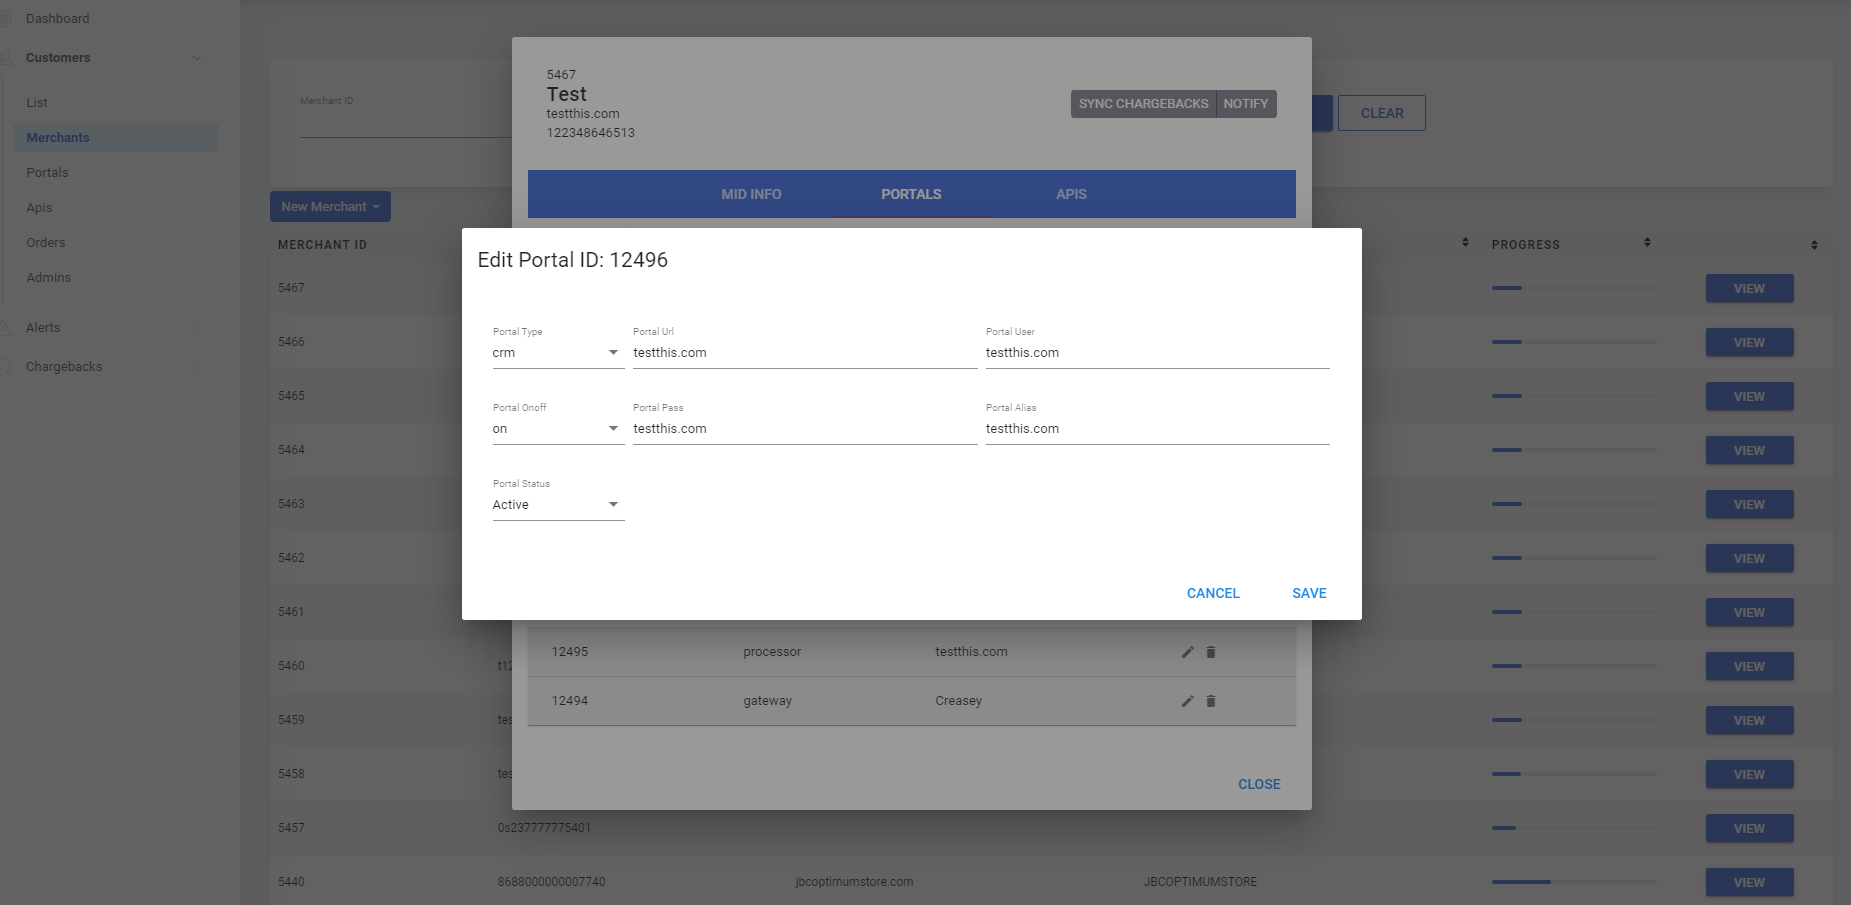 Dashboard
Customers
List
Merchants
Portals
Apis
Orders
Admins
Alerts
Chargebacks
Merchant ID
CLEAR
New Merchant
MERCHANT ID
PROGRESS
5467
VIEW
5466
VIEW
5465
VIEW
5464
VIEW
5463
VIEW
5462
VIEW
5461
VIEW
5460
t12
VIEW
5459
tes
VIEW
5458
tes
VIEW
5457
0s237777775401
VIEW
5440
8688000000007740
jbcoptimumstore.com
JBCOPTIMUMSTORE
VIEW
5467
Test
testthis.com
122348646513
SYNC CHARGEBACKS
NOTIFY
MID INFO
PORTALS
APIS
Edit Portal ID: 12496
Portal Type
crm
Portal Url
testthis.com
Portal User
testthis.com
Portal Onoff
on
Portal Pass
testthis.com
Portal Alias
testthis.com
Portal Status
Active
CANCEL
SAVE
12495
processor
testthis.com
12494
gateway
Creasey
CLOSE